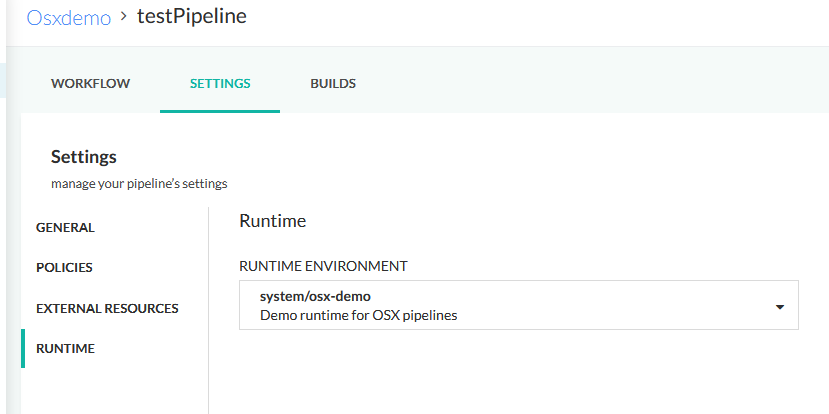 Osxdemo > testPipeline
WORKFLOW SETTINGS BUILDS
Settings
manage your pipeline's settings
GENERAL
POLICIES
EXTERNAL RESOURCES
RUNTIME
Runtime
RUNTIME ENVIRONMENT
system/osx-demo
Demo runtime for OSX pipelines